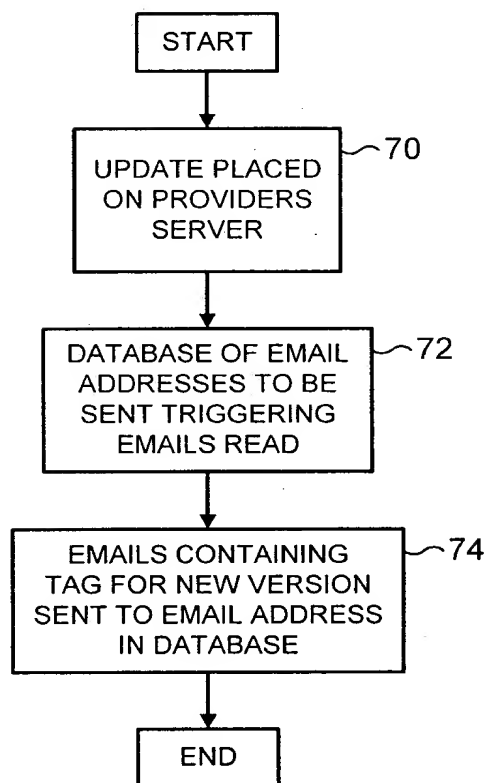 START
70
UPDATE PLACED
ON PROVIDERS
SERVER
72
DATABASE OF EMAIL
ADDRESSES TO BE
SENT TRIGGERING
EMAILS READ
74
EMAILS CONTAINING
TAG FOR NEW VERSION
SENT TO EMAIL ADDRESS
IN DATABASE
END